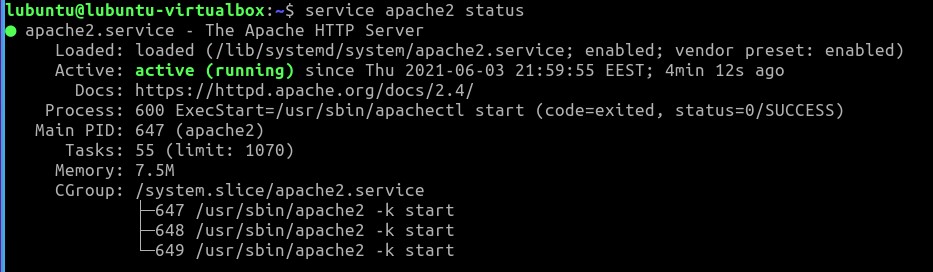 lubuntu@lubuntu-virtualbox:~$ service apache2 status
● apache2.service - The Apache HTTP Server
     Loaded: loaded (/lib/systemd/system/apache2.service; enabled; vendor preset: enabled)
     Active: active (running) since Thu 2021-06-03 21:59:55 EEST; 4min 12s ago
       Docs: https://httpd.apache.org/docs/2.4/
    Process: 600 ExecStart=/usr/sbin/apachectl start (code=exited, status=0/SUCCESS)
   Main PID: 647 (apache2)
      Tasks: 55 (limit: 1070)
     Memory: 7.5M
     CGroup: /system.slice/apache2.service
             ├─647 /usr/sbin/apache2 -k start
             ├─648 /usr/sbin/apache2 -k start
             └─649 /usr/sbin/apache2 -k start